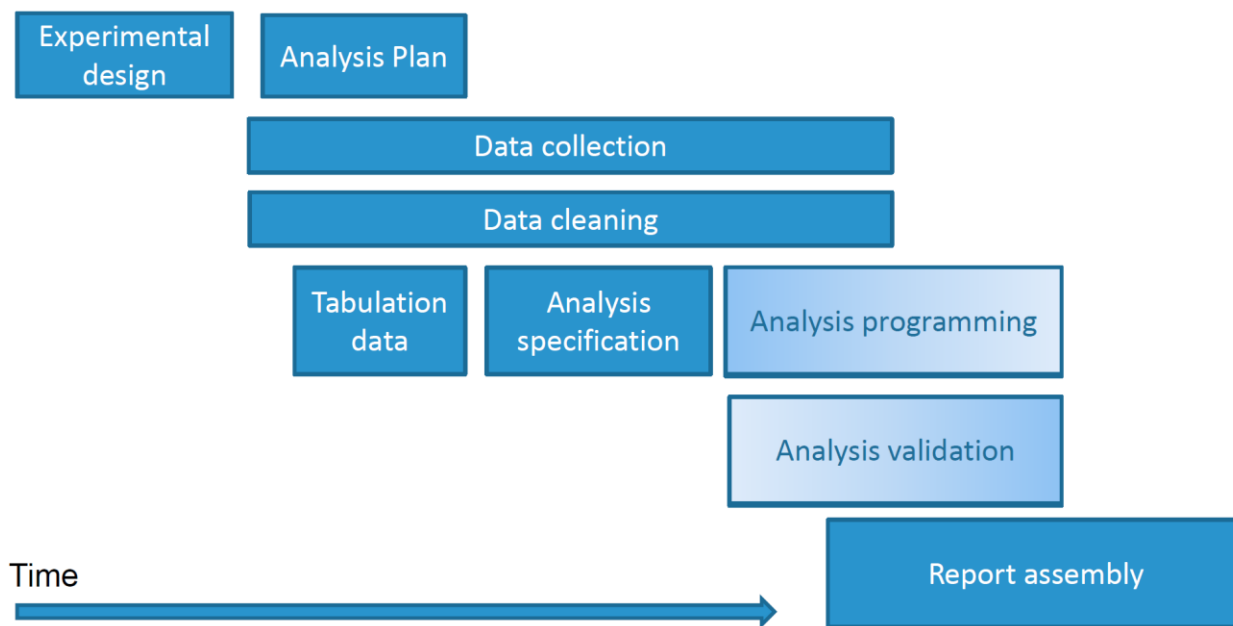 Experimental
design
Analysis Plan
Data collection
Data cleaning
Tabulation
data
Analysis
specification
Analysis programming
Analysis validation
Report assembly
Time